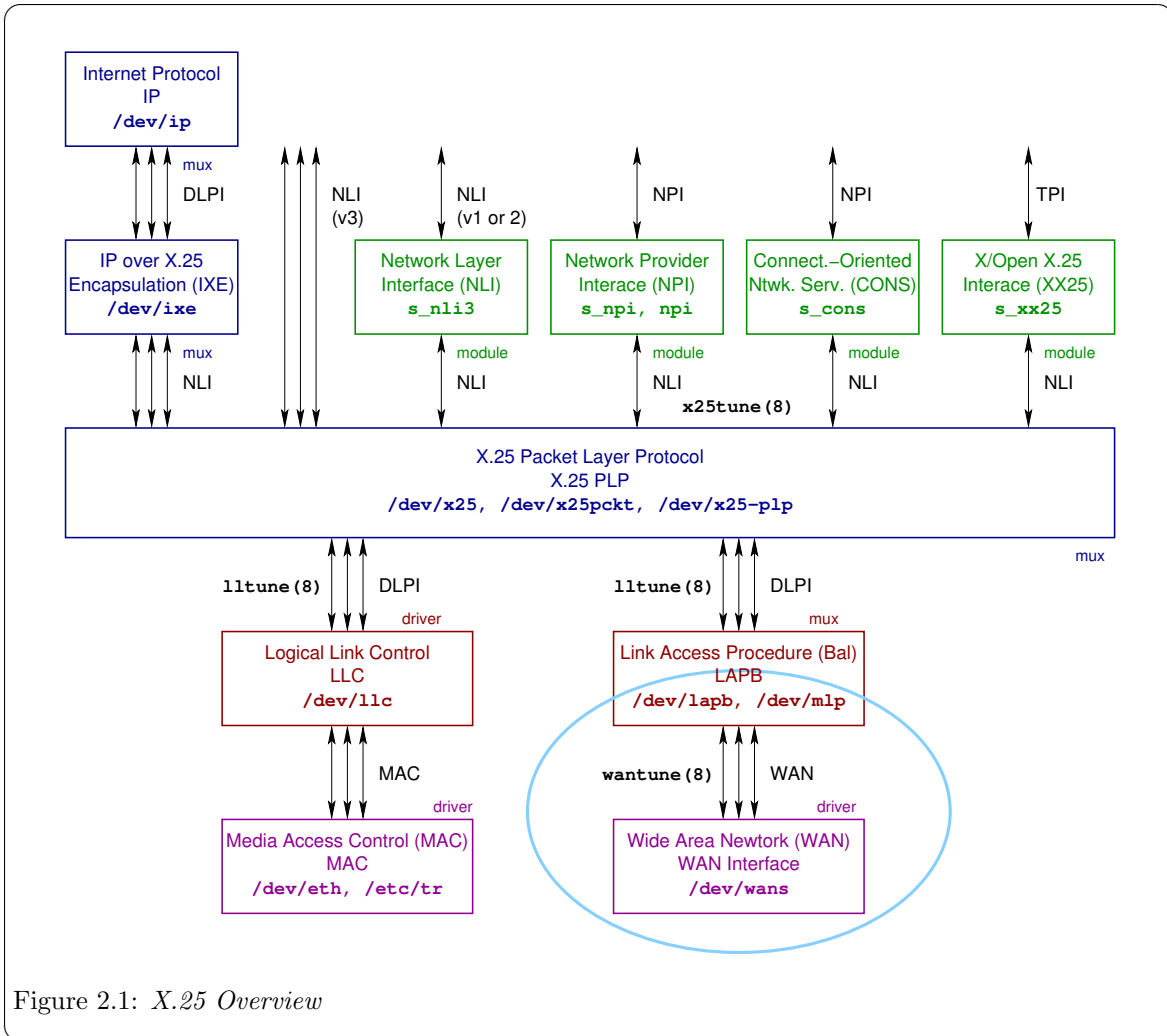 Internet Protocol
IP
/dev/ip
mux
DLPI
NLI
(v3)
NLI
(v1 or 2)
NPI
NPI
TPI
IP over X.25
Encapsulation (IXE)
/dev/ixe
Network Layer
Interface (NLI)
s_nli3
Network Provider
Interace (NPI)
s_npi, npi
Connect.-Oriented
Ntwk. Serv. (CONS)
s_cons
X/Open X.25
Interace (XX25)
s_xx25
mux
NLI
module
NLI
module
NLI
module
NLI
module
NLI
x25tune(8)
X.25 Packet Layer Protocol
X.25 PLP
/dev/x25, /dev/x25pckt, /dev/x25-plp
mux
lltune(8)
DLPI
lltune(8)
DLPI
driver
mux
Logical Link Control
LLC
/dev/llc
Link Access Procedure (Bal)
LAPB
/dev/lapb, /dev/mlp
MAC
wantune(8)
WAN
driver
driver
Media Access Control (MAC)
MAC
/dev/eth, /etc/tr
Wide Area Newtork (WAN)
WAN Interface
/dev/wans
Figure 2.1: X.25 Overview